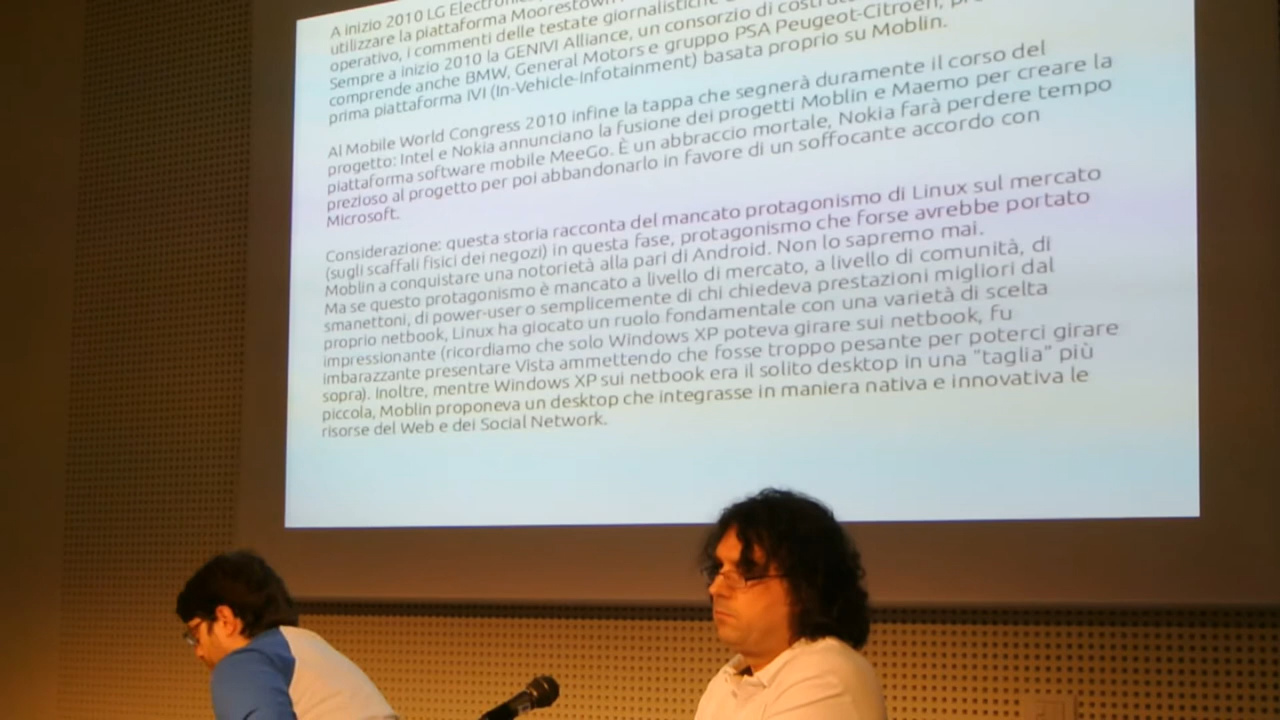 A inizio 2010 LG Electronics
utilizzare la piattaforma Moorestown
operativo, i commenti delle testate giornalistiche
Sempre a inizio 2010 la GENIVI Alliance, un consorzio di
comprende anche BMW, General Motors e gruppo PSA Peugeot-Citroën,
prima piattaforma IVI (In-Vehicle-Infotainment) basata proprio su Moblin.
Al Mobile World Congress 2010 infine la tappa che segnerà duramente il corso del
progetto: Intel e Nokia annunciano la fusione dei progetti Moblin e Maemo per creare la
piattaforma software mobile MeeGo. È un abbraccio mortale, Nokia farà perdere tempo
prezioso al progetto per poi abbandonarlo in favore di un soffocante accordo con
Microsoft.
Considerazione: questa storia racconta del mancato protagonismo di Linux sul mercato
(sugli scaffali fisici dei negozi) in questa fase, protagonismo che forse avrebbe portato
Moblin a conquistare una notorietà alla pari di Android. Non lo sapremo mai.
Ma se questo protagonismo è mancato a livello di mercato, a livello di comunità, di
smanettoni, di power-user o semplicemente di chi chiedeva prestazioni migliori dal
proprio netbook, Linux ha giocato un ruolo fondamentale con una varietà di scelta
impressionante (ricordiamo che solo Windows XP poteva girare sui netbook, fu
imbarazzante presentare Vista ammettendo che fosse troppo pesante per poterci girare
sopra). Inoltre, mentre Windows XP sui netbook era il solito desktop in una "taglia" più
piccola, Moblin proponeva un desktop che integrasse in maniera nativa e innovativa le
risorse del Web e dei Social Network.